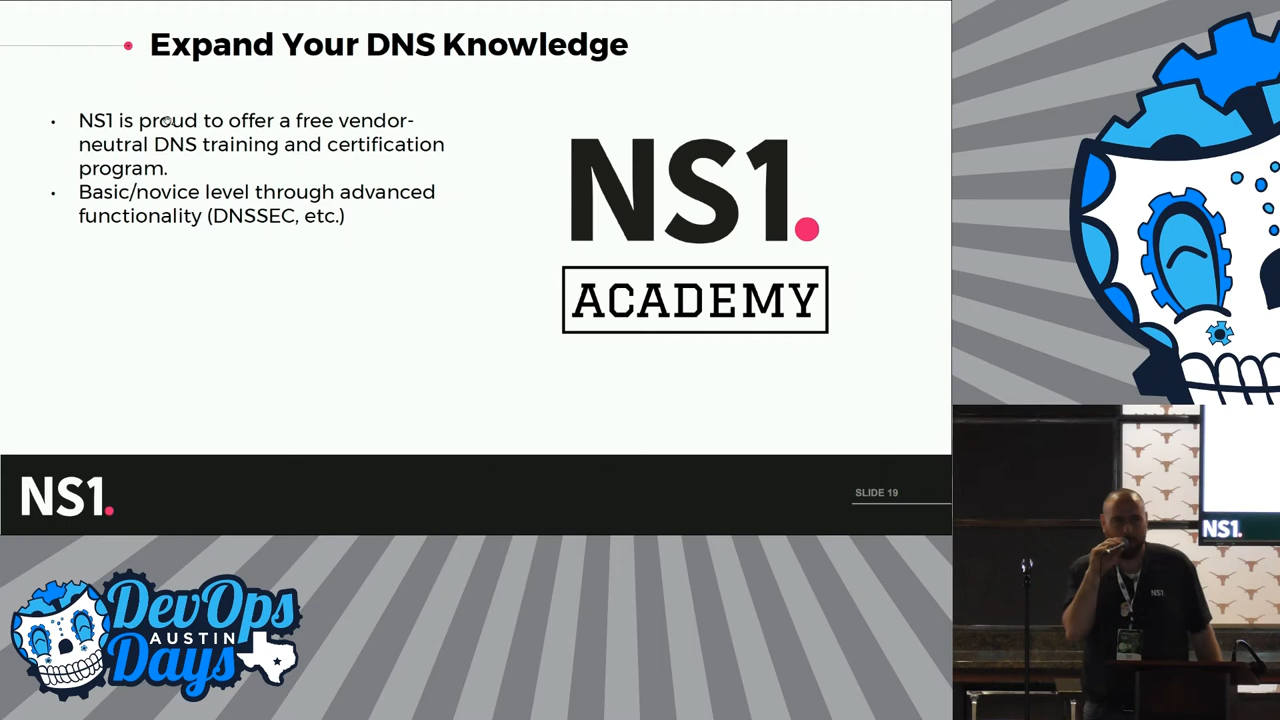 Expand Your DNS Knowledge
• NS1 is proud to offer a free vendor-
neutral DNS training and certification
program.
• Basic/novice level through advanced
functionality (DNSSEC, etc.)
NS1.
ACADEMY
NS1.
SLIDE 19
DevOps
AUSTIN
Days
NS1.
NS1.